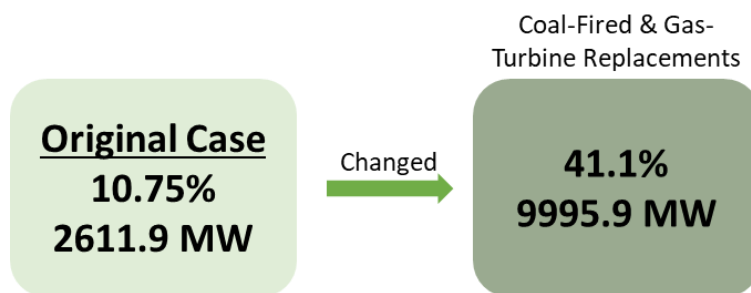 Coal-Fired & Gas-
Turbine Replacements
Original Case
10.75%
2611.9 MW
Changed
41.1%
9995.9 MW